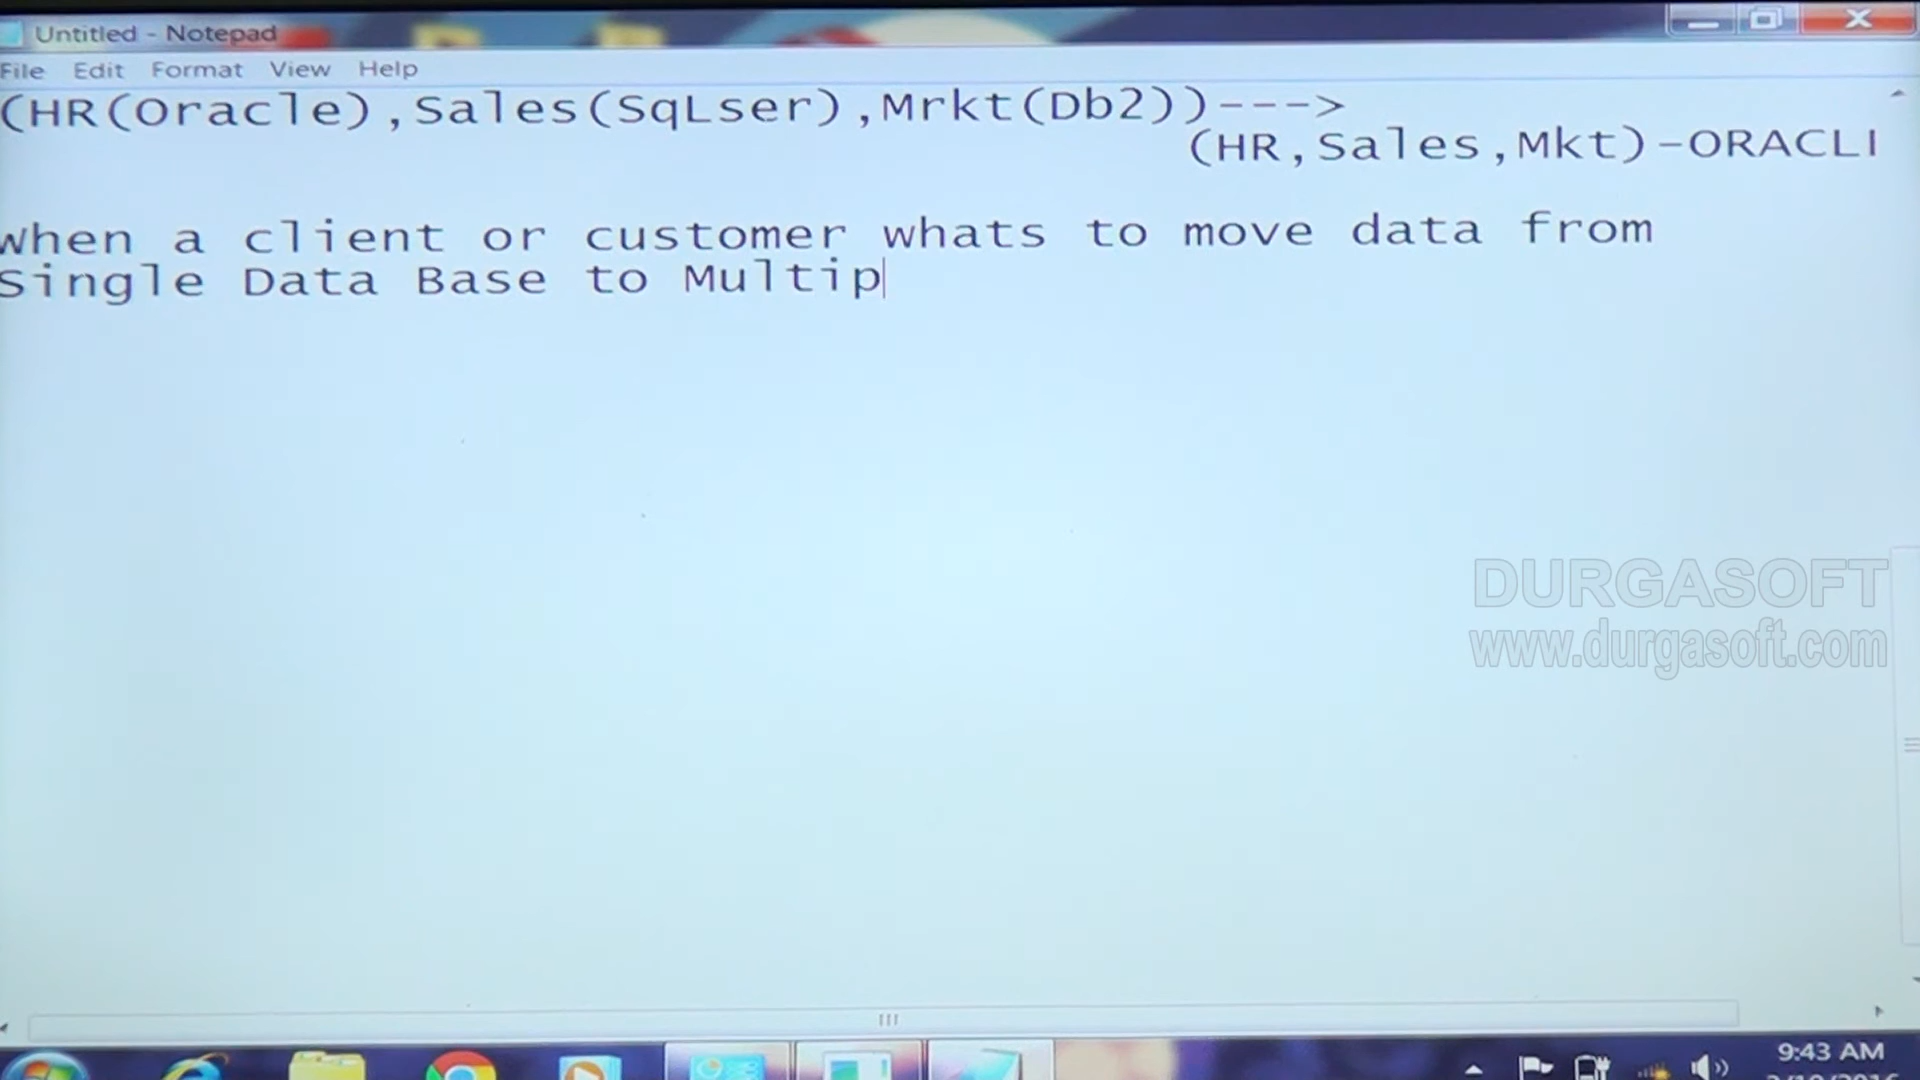 Untitled - Notepad
File Edit Format View Help
(HR(Oracle),Sales(SqLser),Mrkt(Db2))--->
(HR,Sales,Mkt)-ORACLI
When a client or customer whats to move data from
Single Data Base to Multip
DURGASOFT
www.durgasoft.com
9:43 AM